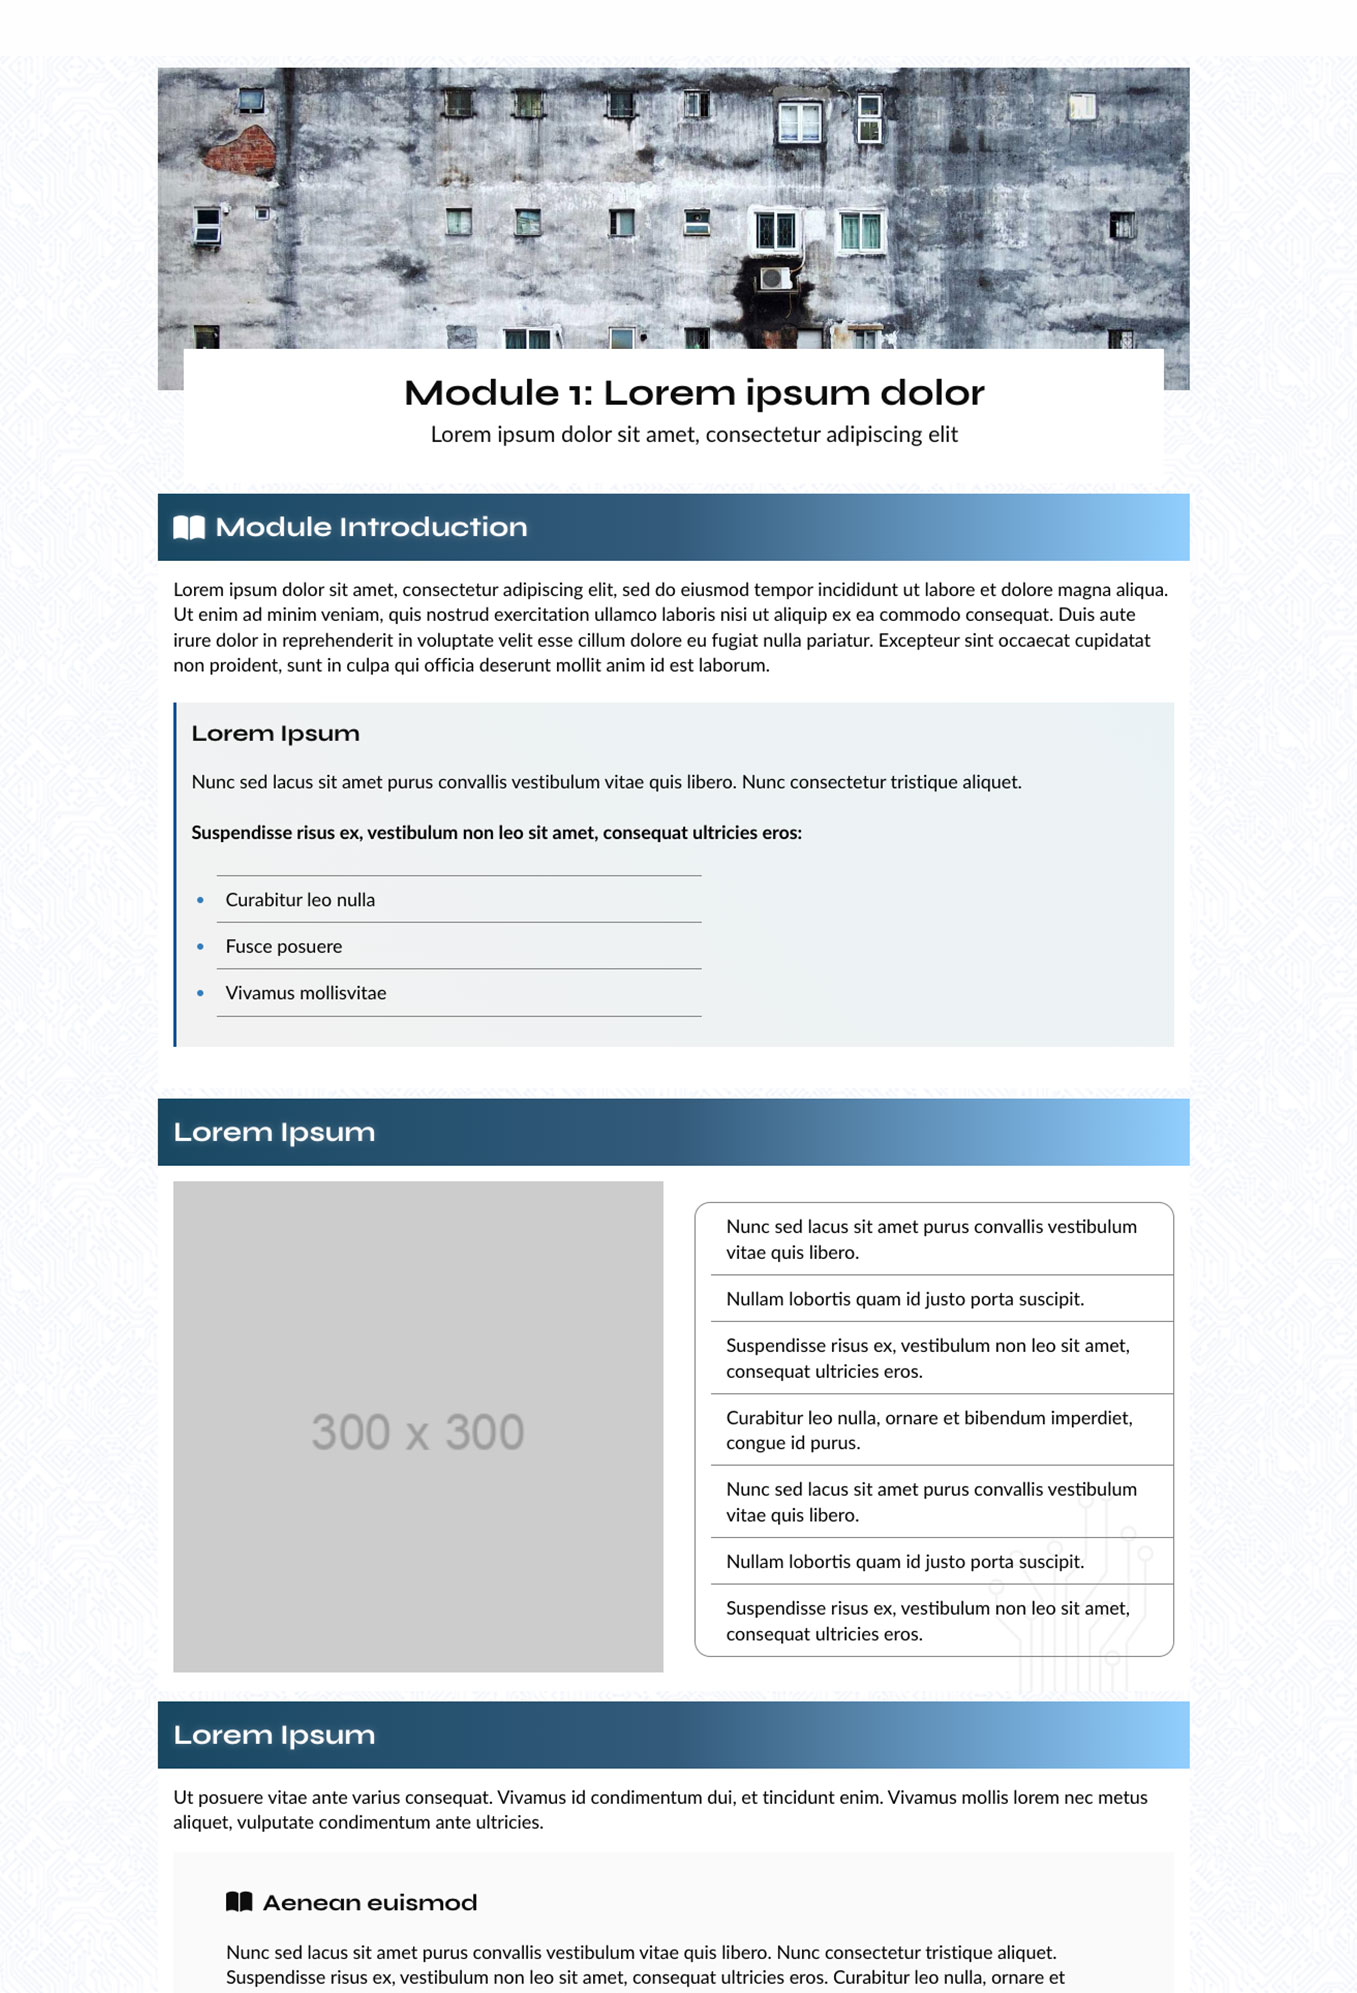 Module 1: Lorem ipsum dolor
Lorem ipsum dolor sit amet, consectetur adipiscing elit
Module Introduction
Lorem ipsum dolor sit amet, consectetur adipiscing elit, sed do eiusmod tempor incididunt ut labore et dolore magna aliqua.
Ut enim ad minim veniam, quis nostrud exercitation ullamco laboris nisi ut aliquip ex ea commodo consequat. Duis aute
irure dolor in reprehenderit in voluptate velit esse cillum dolore eu fugiat nulla pariatur. Excepteur sint occaecat cupidatat
non proident, sunt in culpa qui officia deserunt mollit anim id est laborum.
Lorem Ipsum
Nunc sed lacus sit amet purus convallis vestibulum vitae quis libero. Nunc consectetur tristique aliquet.
Suspendisse risus ex, vestibulum non leo sit amet, consequat ultricies eros:
• Curabitur leo nulla
• Fusce posuere
• Vivamus mollisvitae
Lorem Ipsum
300 x 300
Nunc sed lacus sit amet purus convallis vestibulum
vitae quis libero.
Nullam lobortis quam id justo porta suscipit.
Suspendisse risus ex, vestibulum non leo sit amet,
consequat ultricies eros.
Curabitur leo nulla, ornare et bibendum imperdiet,
congue id purus.
Nunc sed lacus sit amet purus convallis vestibulum
vitae quis libero.
Nullam lobortis quam id justo porta suscipit.
Suspendisse risus ex, vestibulum non leo sit amet,
consequat ultricies eros.
Lorem Ipsum
Ut posuere vitae ante varius consequat. Vivamus id condimentum dui, et tincidunt enim. Vivamus mollis lorem nec metus
aliquet, vulputate condimentum ante ultricies.
Aenean euismod
Nunc sed lacus sit amet purus convallis vestibulum vitae quis libero. Nunc consectetur tristique aliquet.
Suspendisse risus ex, vestibulum non leo sit amet, consequat ultricies eros. Curabitur leo nulla, ornare et